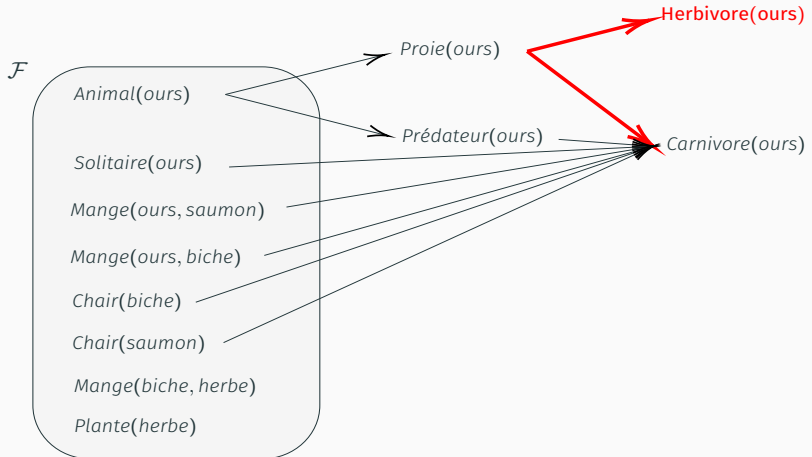 Herbivore(ours)
Proie(ours)
ℱ
Animal(ours)
Prédateur(ours)
Carnivore(ours)
Solitaire(ours)
Mange(ours, saumon)
Mange(ours, biche)
Chair(biche)
Chair(saumon)
Mange(biche, herbe)
Plante(herbe)